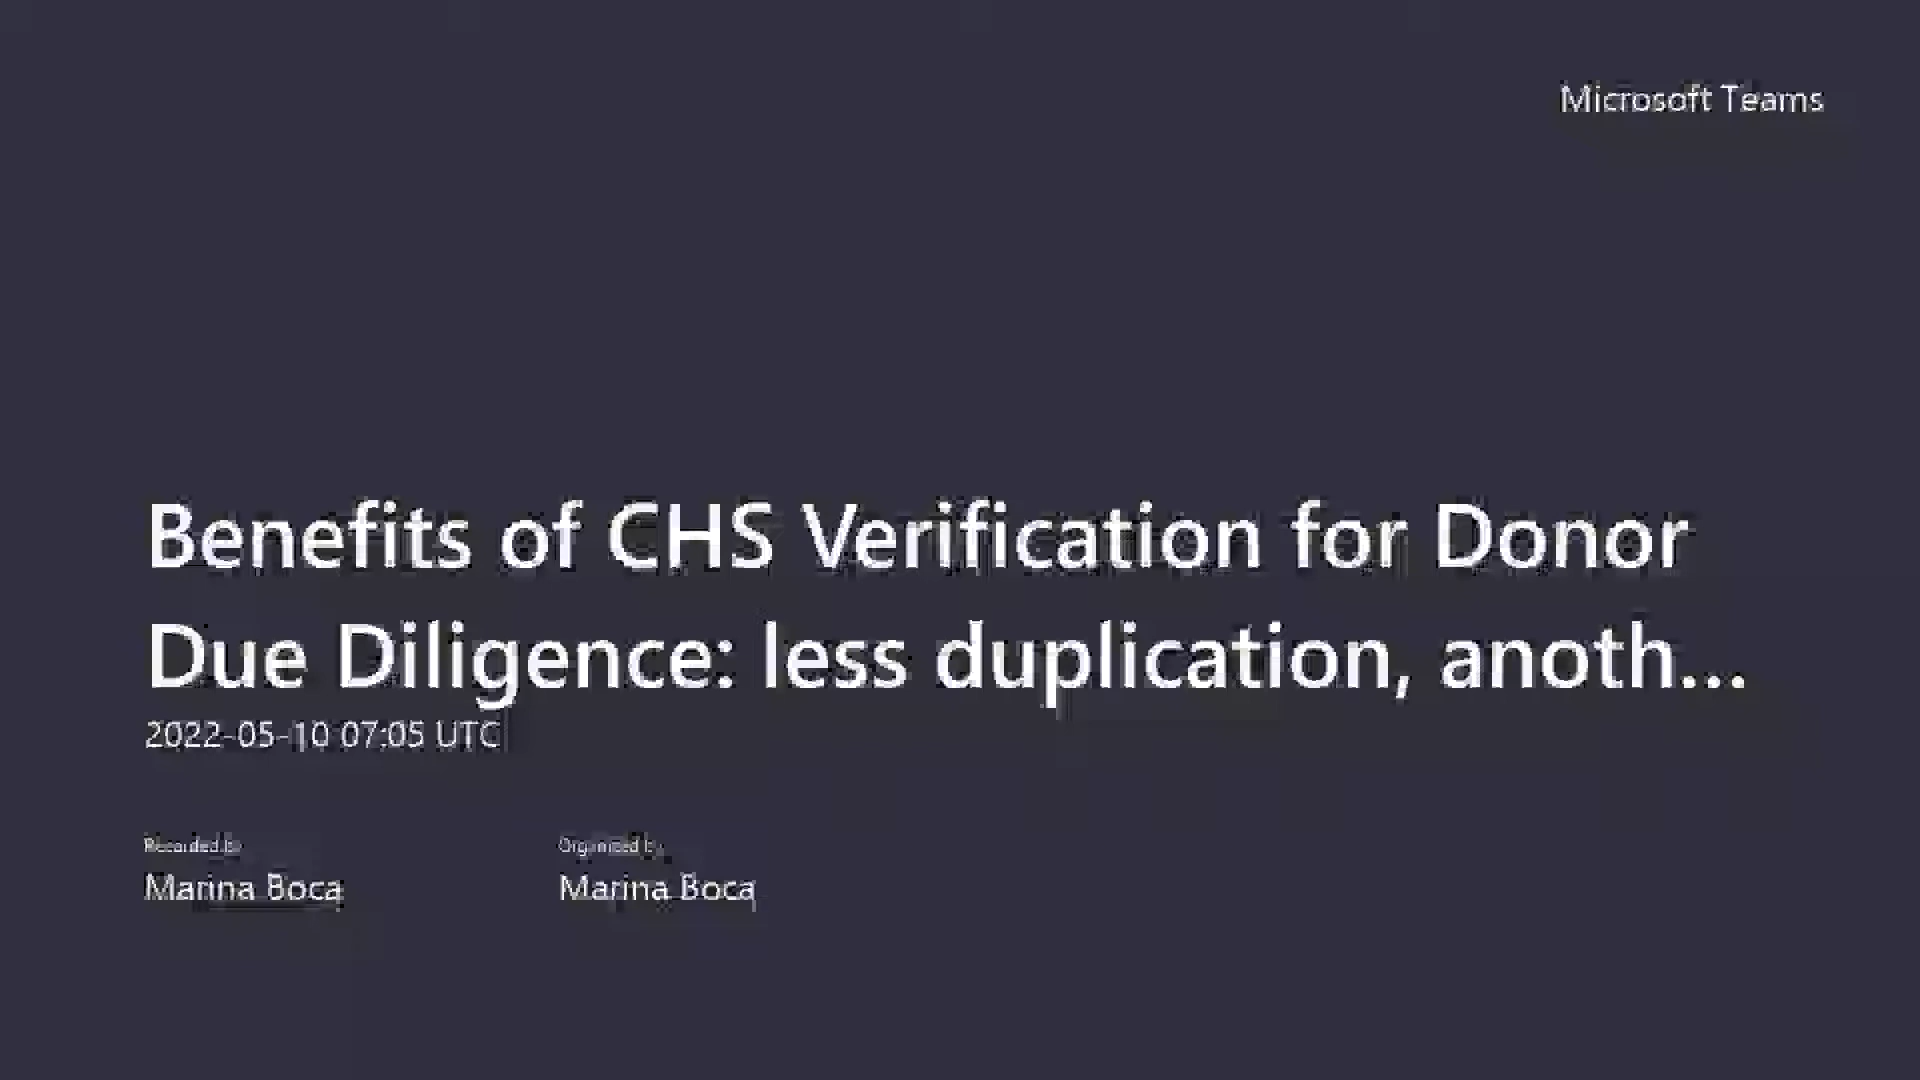 Microsoft Teams
Benefits of CHS Verification for Donor
Due Diligence: less duplication, anoth...
2022-05-10 07:05 UTC
Recorded by
Organized by
Marina Boca
Marina Boca